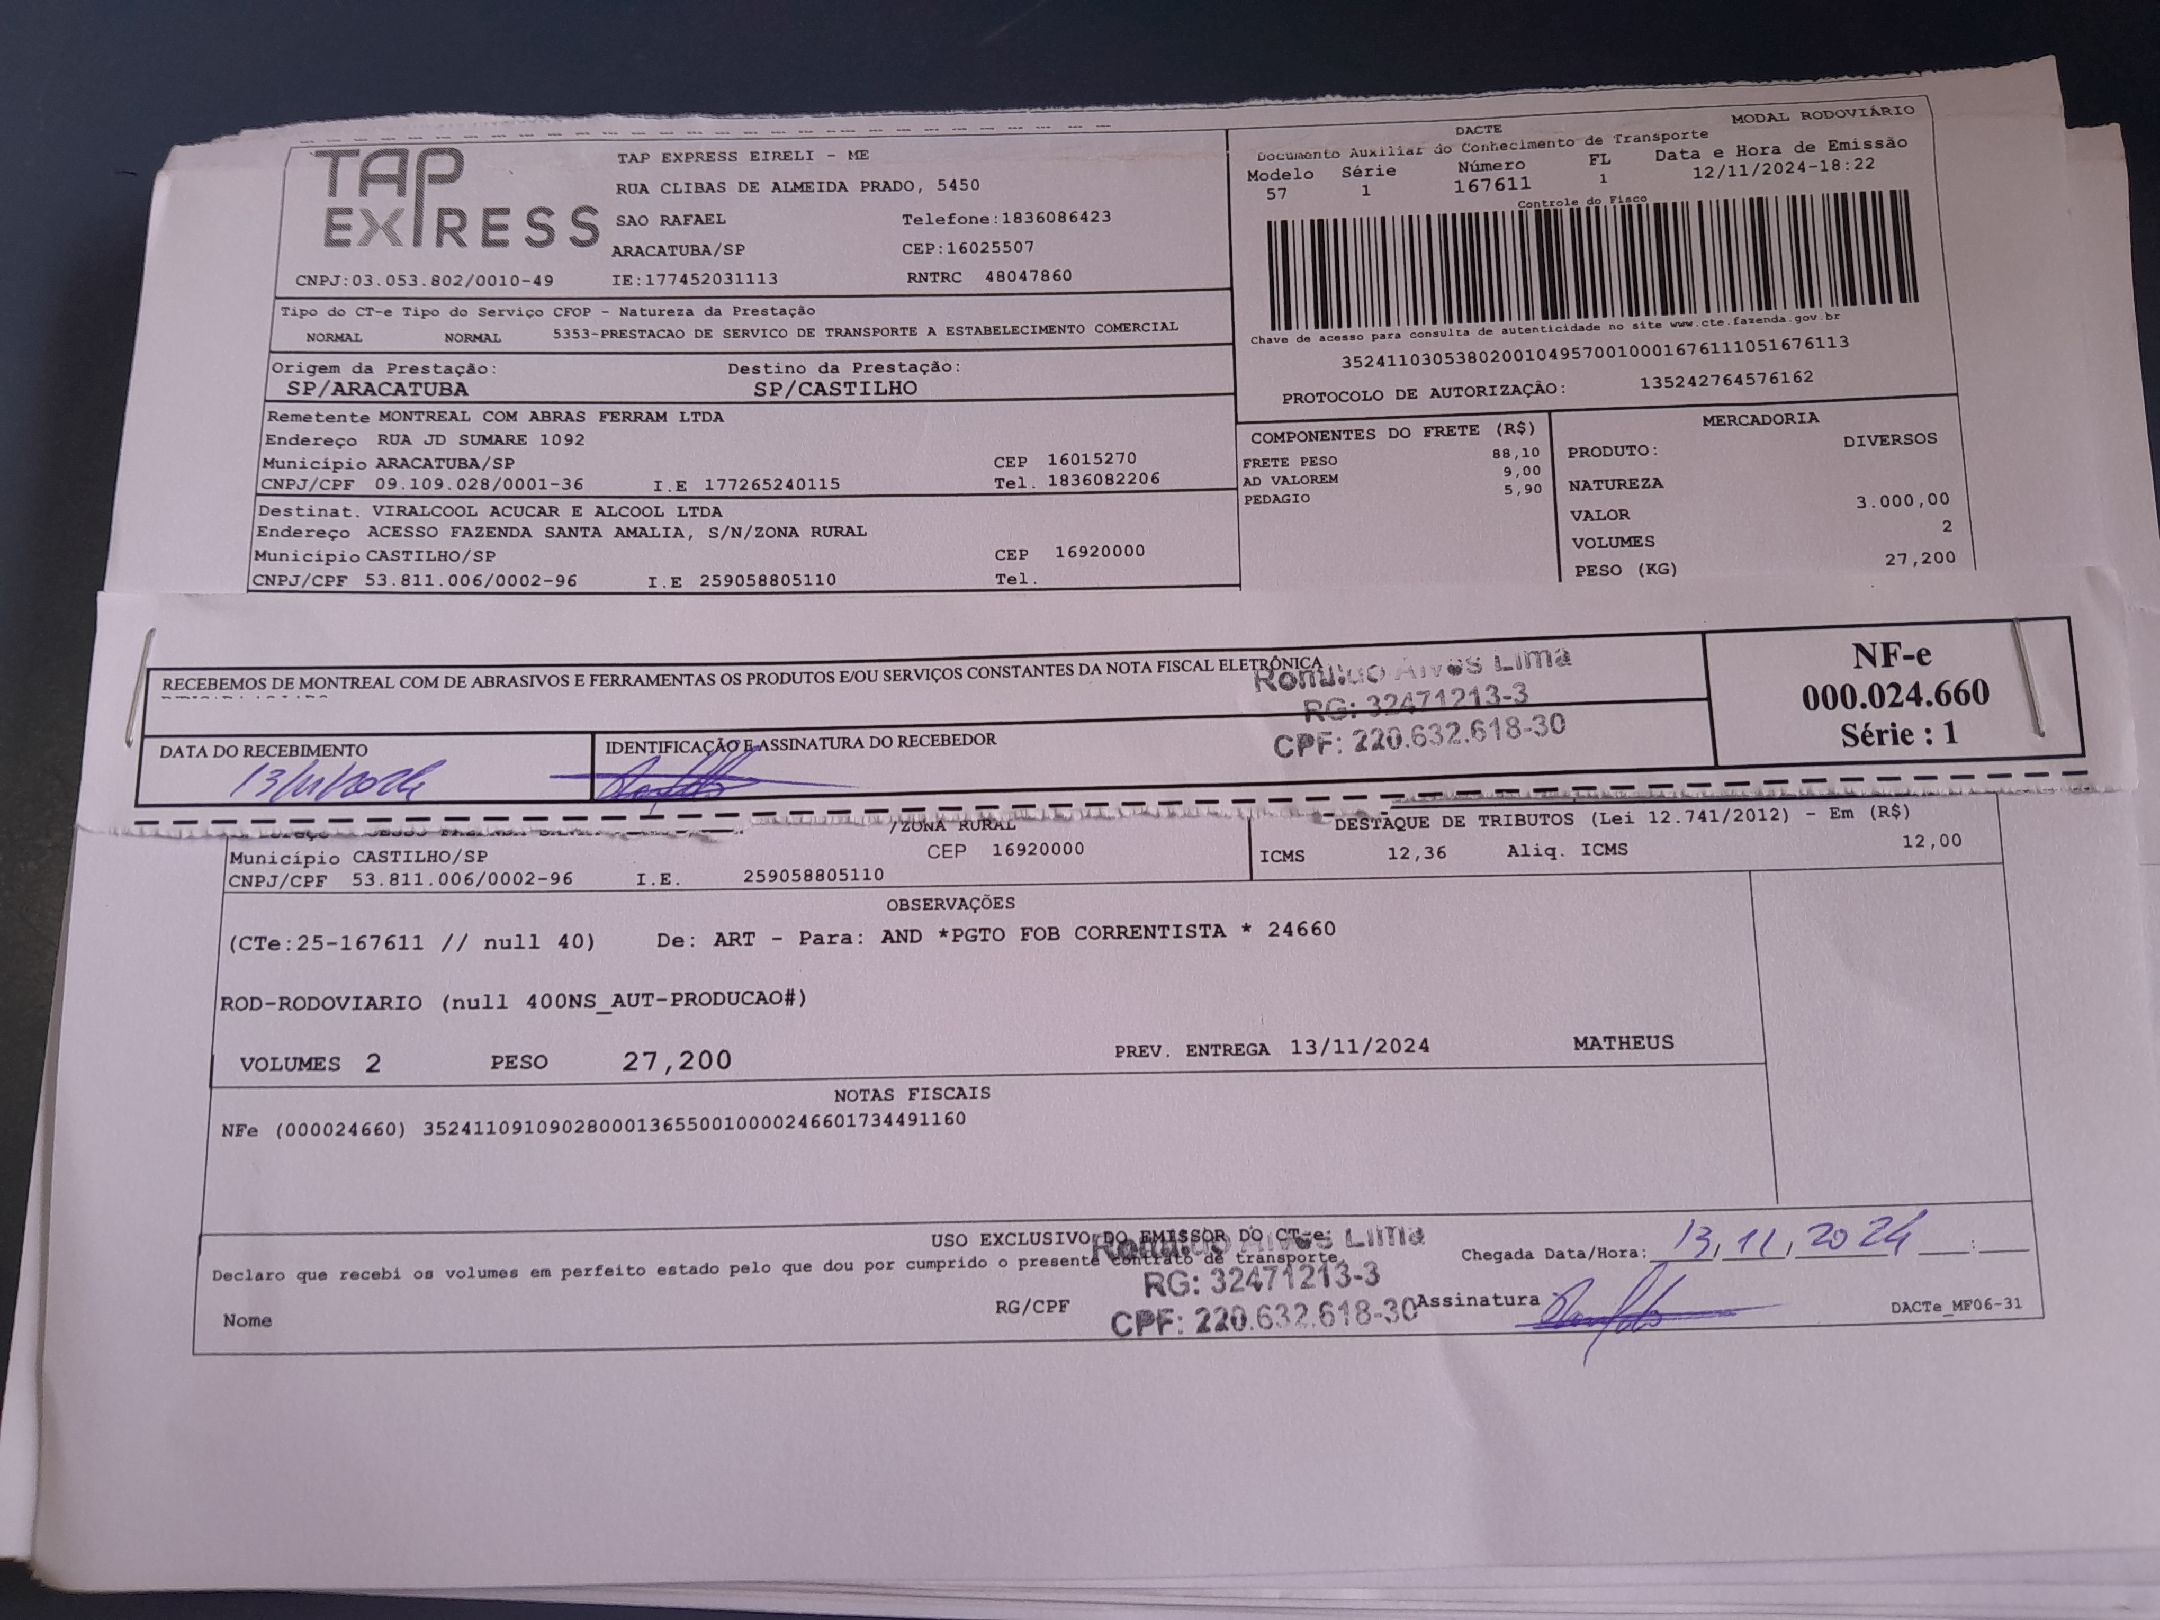 TAP
EXPRESS
TAP EXPRESS EIRELI - ME
RUA CLIBAS DE ALMEIDA PRADO, 5450
SAO RAFAEL Telefone:1836086423
ARACATUBA/SP CEP:16025507
CNPJ:03.053.802/0010-49 IE:177452031113 RNTRC 48047860
DACTE MODAL RODOVIÁRIO
Documento Auxiliar do Conhecimento de Transporte
Modelo Série Número FL Data e Hora de Emissão
57 1 167611 1 12/11/2024-18:22
Controle do Fisco
Chave de acesso para consulta de autenticidade no site www.cte.fazenda.gov.br
35241103053802001049570010001676111051676113
PROTOCOLO DE AUTORIZAÇÃO: 135242764576162
Tipo do CT-e Tipo do Serviço CFOP - Natureza da Prestação
NORMAL NORMAL 5353-PRESTACAO DE SERVICO DE TRANSPORTE A ESTABELECIMENTO COMERCIAL
Origem da Prestação: Destino da Prestação:
SP/ARACATUBA SP/CASTILHO
Remetente MONTREAL COM ABRAS FERRAM LTDA
Endereço RUA JD SUMARE 1092
Município ARACATUBA/SP CEP 16015270
CNPJ/CPF 09.109.028/0001-36 I.E 177265240115 Tel. 1836082206
Destinat. VIRALCOOL ACUCAR E ALCOOL LTDA
Endereço ACESSO FAZENDA SANTA AMALIA, S/N/ZONA RURAL
Município CASTILHO/SP CEP 16920000
CNPJ/CPF 53.811.006/0002-96 I.E 259058805110 Tel.
COMPONENTES DO FRETE (R$)
FRETE PESO 88,10
AD VALOREM 9,00
PEDAGIO 5,90
MERCADORIA
PRODUTO: DIVERSOS
NATUREZA
VALOR 3.000,00
VOLUMES 2
PESO (KG) 27,200
RECEBEMOS DE MONTREAL COM DE ABRASIVOS E FERRAMENTAS OS PRODUTOS E/OU SERVIÇOS CONSTANTES DA NOTA FISCAL ELETRÔNICA
Romildo Alves Lima
RG: 32471213-3
CPF: 220.632.618-30
NF-e
000.024.660
Série : 1
DATA DO RECEBIMENTO IDENTIFICAÇÃO E ASSINATURA DO RECEBEDOR
13/11/2024
/ZONA RURAL
Município CASTILHO/SP CEP 16920000
CNPJ/CPF 53.811.006/0002-96 I.E. 259058805110
DESTAQUE DE TRIBUTOS (Lei 12.741/2012) - Em (R$)
ICMS 12,36 Aliq. ICMS 12,00
OBSERVAÇÕES
(CTe:25-167611 // null 40) De: ART - Para: AND *PGTO FOB CORRENTISTA * 24660
ROD-RODOVIARIO (null 400NS_AUT-PRODUCAO#)
VOLUMES 2 PESO 27,200 PREV. ENTREGA 13/11/2024 MATHEUS
NOTAS FISCAIS
NFe (000024660) 35241109109028000136550010000246601734491160
USO EXCLUSIVO DO EMISSOR DO CT-e
Declaro que recebi os volumes em perfeito estado pelo que dou por cumprido o presente contrato de transporte.
Romildo Alves Lima
RG: 32471213-3
CPF: 220.632.618-30
Chegada Data/Hora: 13, 11, 2024 :
Nome RG/CPF Assinatura DACTe_MF06-31